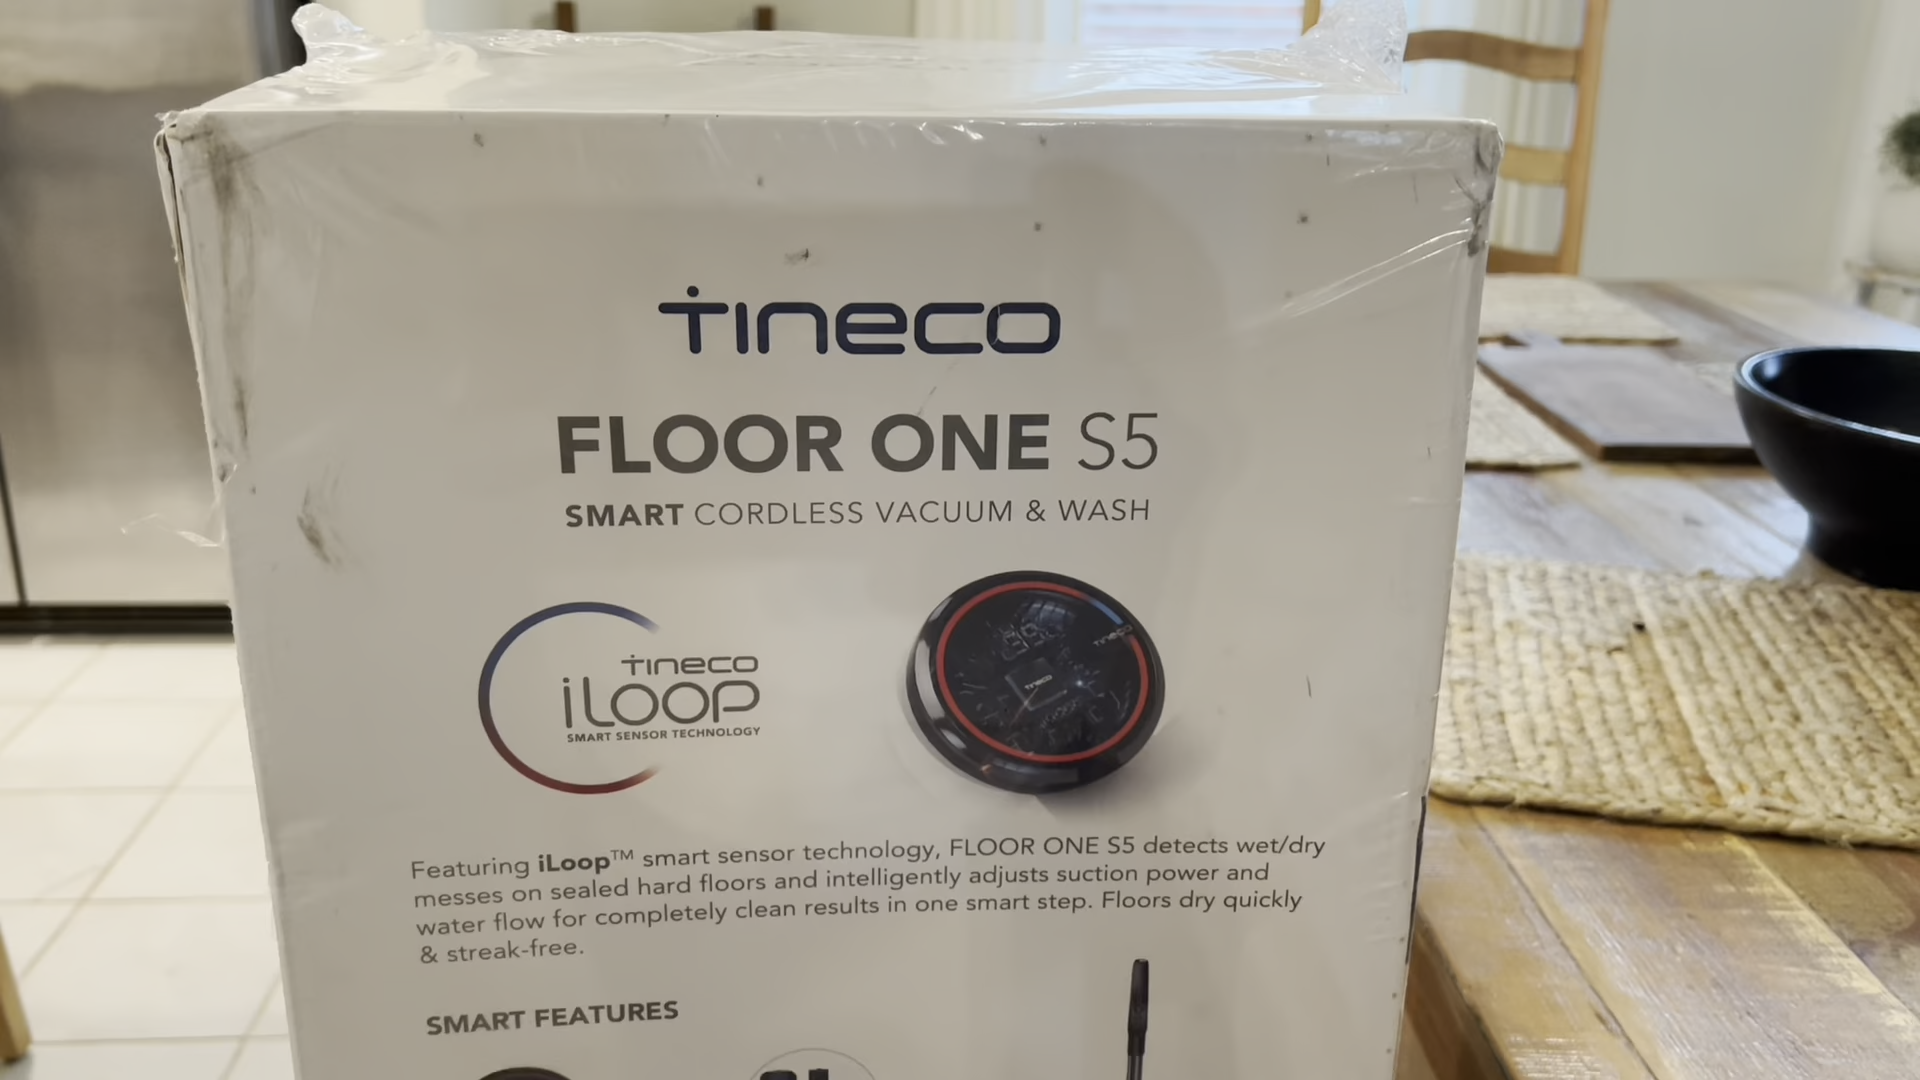 tineco
FLOOR ONE S5
SMART CORDLESS VACUUM & WASH
tineco
iLOOP
SMART SENSOR TECHNOLOGY
tineco
tineco
Featuring iLoop™ smart sensor technology, FLOOR ONE S5 detects wet/dry
messes on sealed hard floors and intelligently adjusts suction power and
water flow for completely clean results in one smart step. Floors dry quickly
& streak-free.
SMART FEATURES